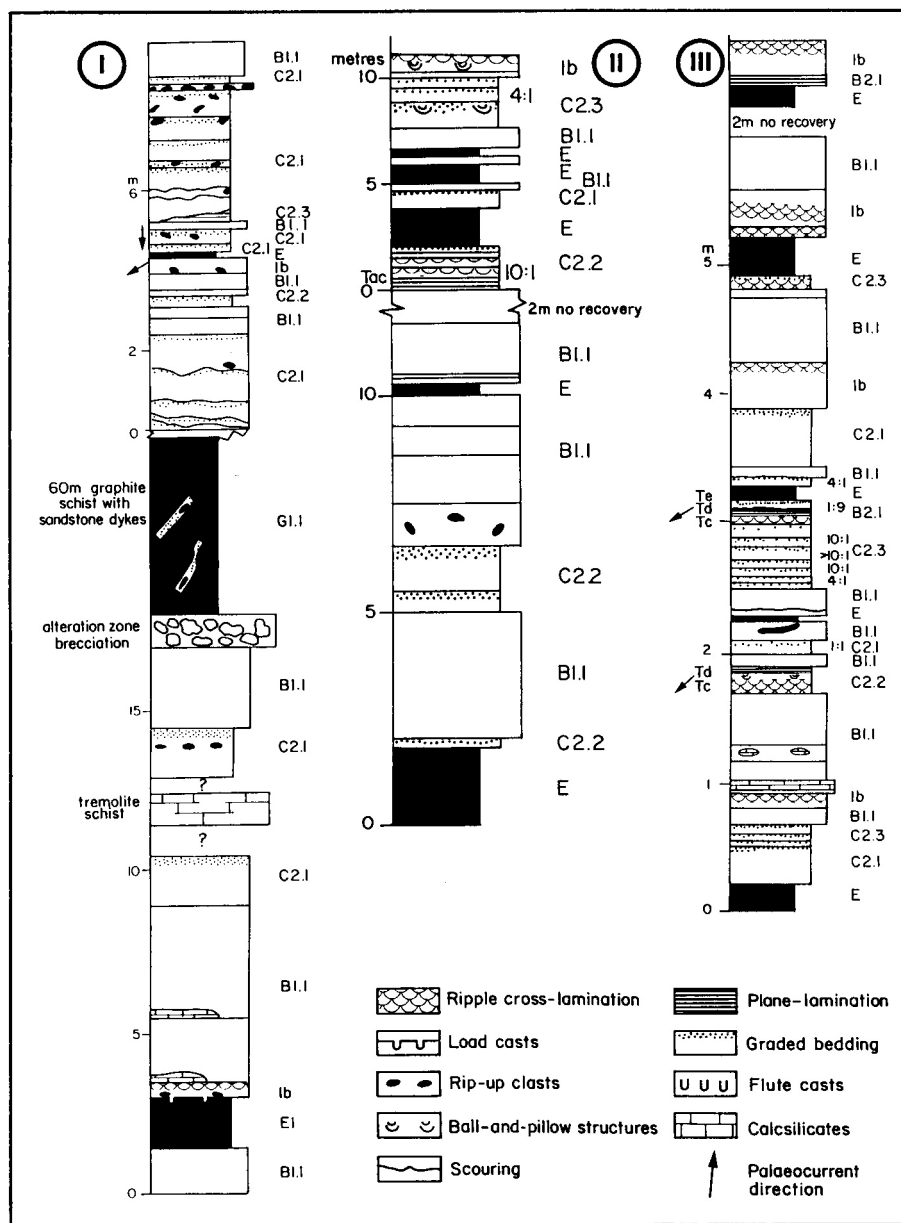 I
B1.1
C2.1
C2.1
m
6
C2.3
B1.1
C2.1
C2.1
E
Ib
B1.1
C2.2
B1.1
2
C2.1
0
60m graphite
schist with
sandstone dykes
G1.1
alteration zone
brecciation
B1.1
15
C2.1
?
tremolite
schist
?
10
C2.1
B1.1
5
Ib
E1
B1.1
0
II
metres
10
Ib
4:1
C2.3
B1.1
E
E
5
B1.1
C2.1
E
C2.2
Tac
10:1
0
2m no recovery
B1.1
E
10
B1.1
C2.2
5
B1.1
C2.2
E
0
III
Ib
B2.1
E
2m no recovery
B1.1
Ib
m
5
E
C2.3
B1.1
4
Ib
C2.1
B1.1
4:1
E
Te
1:9
Td
B2.1
Tc
10:1
C2.3
>10:1
10:1
4:1
B1.1
E
B1.1
2
1:1 C2.1
B1.1
Td
C2.2
Tc
B1.1
1
Ib
B1.1
C2.3
C2.1
E
0
Ripple cross-lamination
Load casts
Rip-up clasts
Ball-and-pillow structures
Scouring
Plane-lamination
Graded bedding
Flute casts
Calcsilicates
Palaeocurrent
direction